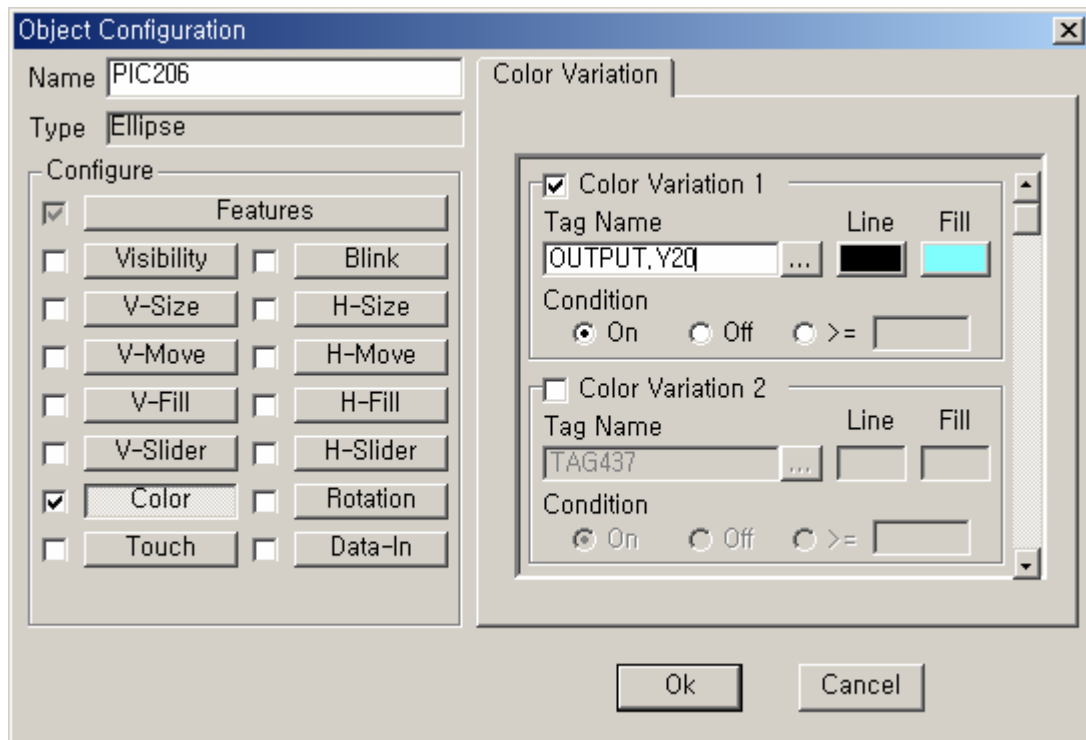 Object Configuration
Name PIC206
Type Ellipse
Configure
Features
Visibility Blink
V-Size H-Size
V-Move H-Move
V-Fill H-Fill
V-Slider H-Slider
Color Rotation
Touch Data-In
Color Variation
Color Variation 1
Tag Name Line Fill
OUTPUT.Y20 ...
Condition
On Off >=
Color Variation 2
Tag Name Line Fill
TAG437 ...
Condition
On Off >=
Ok Cancel